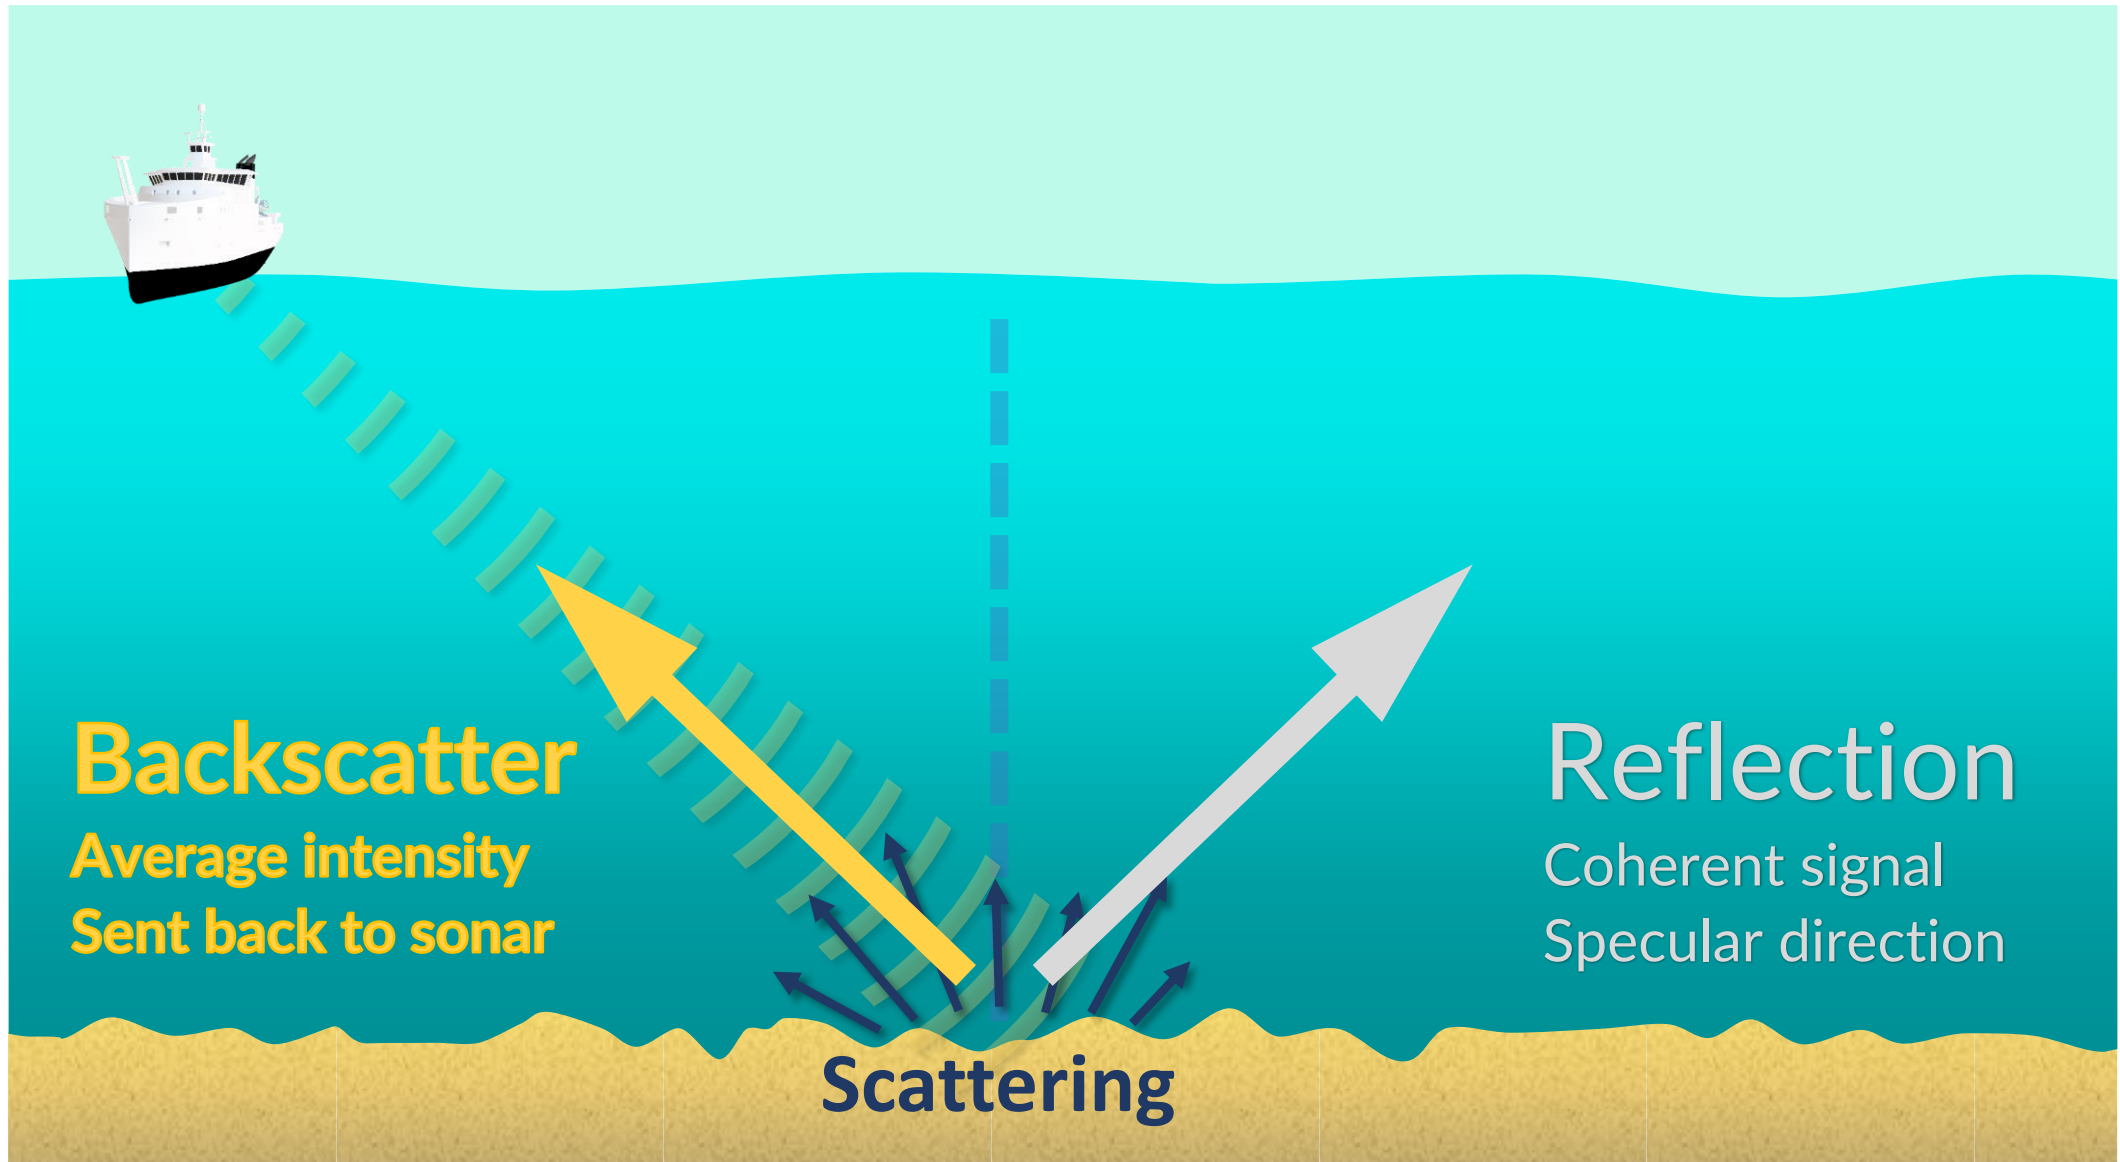 Backscatter
Average intensity
Sent back to sonar
Reflection
Coherent signal
Specular direction
Scattering